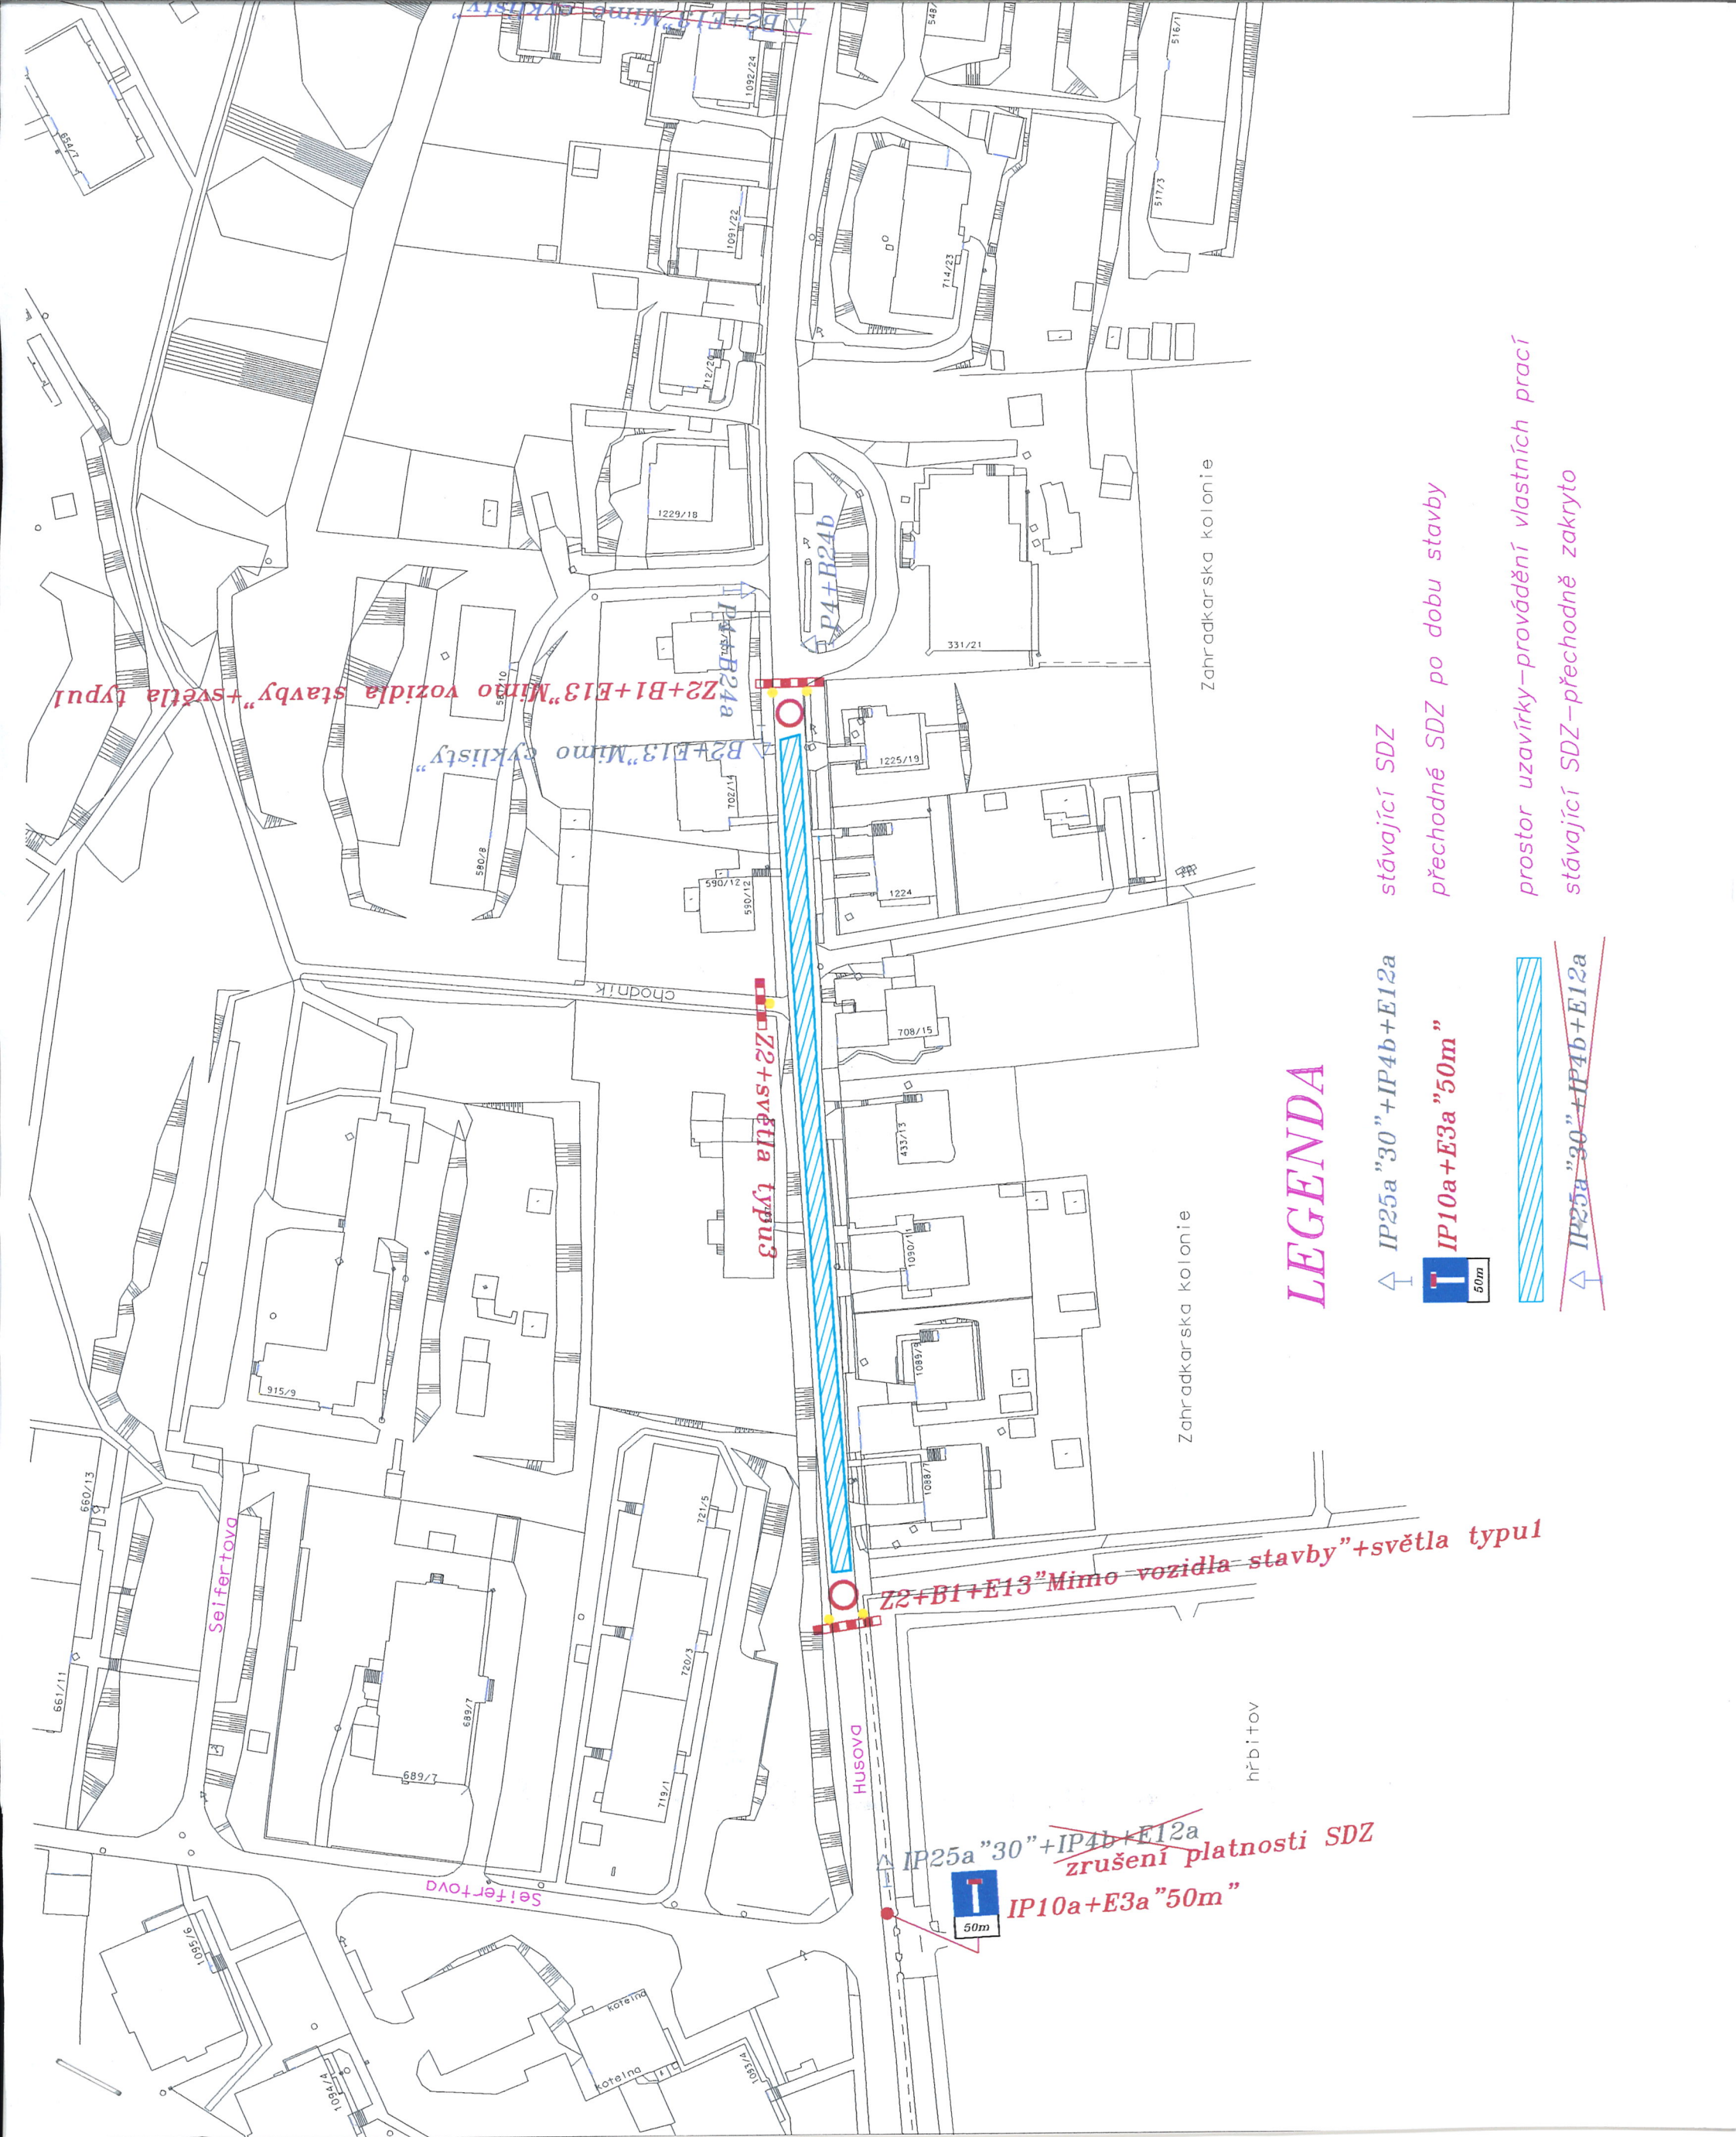 B2+E13"Mimo cyklisty"
654/7
1092/24
548/
516/1
517/3
1091/22
714/23
712/20
1229/18
P4+B24a
P4+B24b
331/21
Z2+B1+E13"Mimo vozidla stavby"+světla typu1
B2+E13"Mimo cyklisty"
702/14
580/8
590/12
590/12
1225/19
1224
chodník
708/15
Z2+světla typu3
433/13
1090/11
1089/9
1088/7
Zahradkarska kolonie
Zahradkarska kolonie
915/9
660/13
661/11
Seifertova
721/5
720/3
719/1
689/7
689/7
Z2+B1+E13"Mimo vozidla stavby"+světla typu1
Husova
hřbitov
Seifertova
IP25a"30"+IP4b+E12a
zrušení platnosti SDZ
IP10a+E3a"50m"
50m
1095/6
1094/4
1093/4
kotelna
kotelna
LEGENDA
IP25a"30"+IP4b+E12a stávající SDZ
IP10a+E3a"50m" přechodné SDZ po dobu stavby
50m
prostor uzavírky-provádění vlastních prací
IP25a"30"+IP4b+E12a stávající SDZ-přechodně zakryto